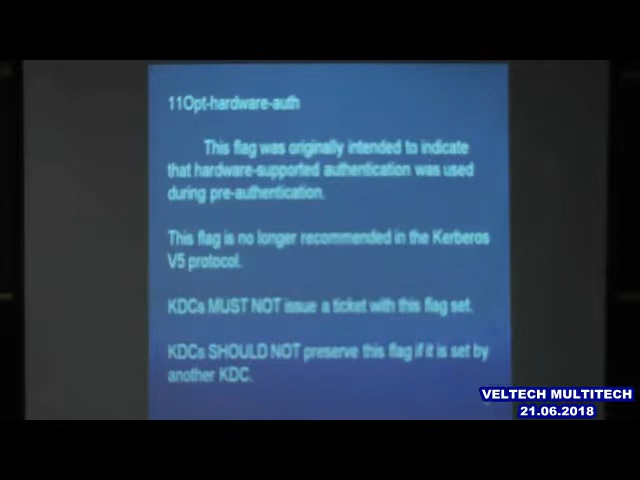 11Opt-hardware-auth
This flag was originally intended to indicate
that hardware-supported authentication was used
during pre-authentication.
This flag is no longer recommended in the Kerberos
V5 protocol.
KDCs MUST NOT issue a ticket with this flag set.
KDCs SHOULD NOT preserve this flag if it is set by
another KDC.
VELTECH MULTITECH
21.06.2018